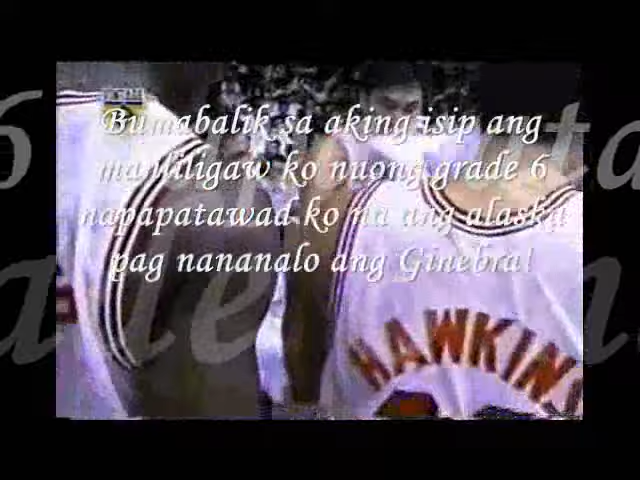 Bumabalik sa aking isip ang
manliligaw ko nuong grade 6
napapatawad ko na ang alaska
pag nananalo ang Ginebra!
HAWKINS